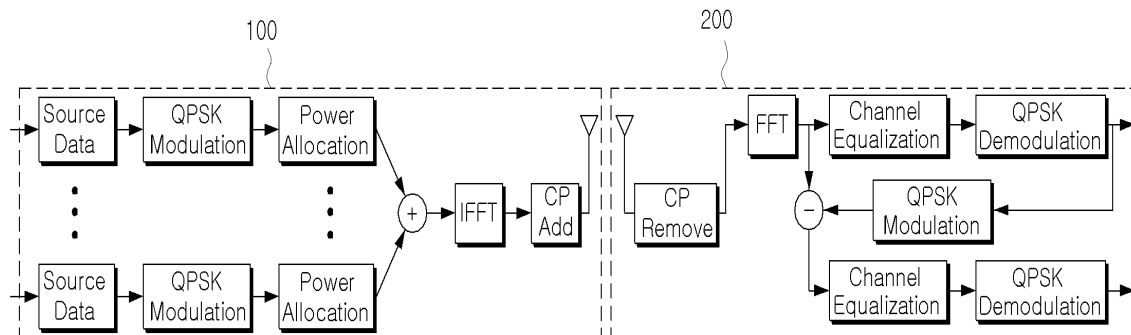 100
200
Source
Data
QPSK
Modulation
Power
Allocation
+
IFFT
CP
Add
Source
Data
QPSK
Modulation
Power
Allocation
CP
Remove
FFT
Channel
Equalization
QPSK
Demodulation
-
QPSK
Modulation
Channel
Equalization
QPSK
Demodulation